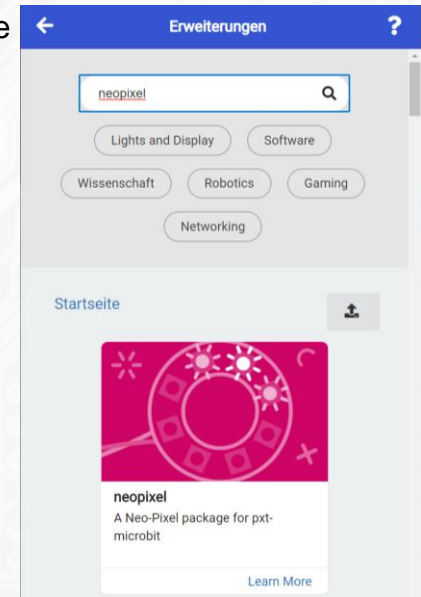 e
Erweiterungen ?
neopixel
Lights and Display Software
Wissenschaft Robotics Gaming
Networking
Startseite
neopixel
A Neo-Pixel package for pxt-
microbit
Learn More